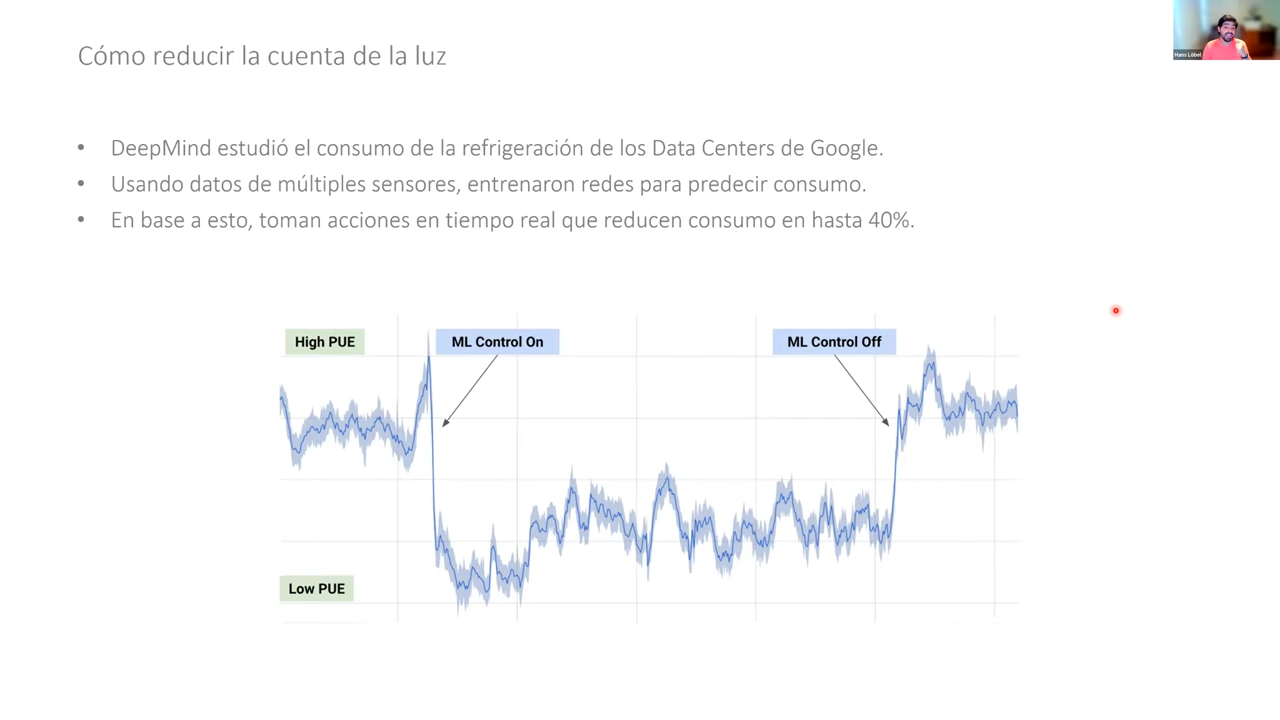 Cómo reducir la cuenta de la luz
Hans Löbel
• DeepMind estudió el consumo de la refrigeración de los Data Centers de Google.
• Usando datos de múltiples sensores, entrenaron redes para predecir consumo.
• En base a esto, toman acciones en tiempo real que reducen consumo en hasta 40%.
High PUE
ML Control On
ML Control Off
Low PUE